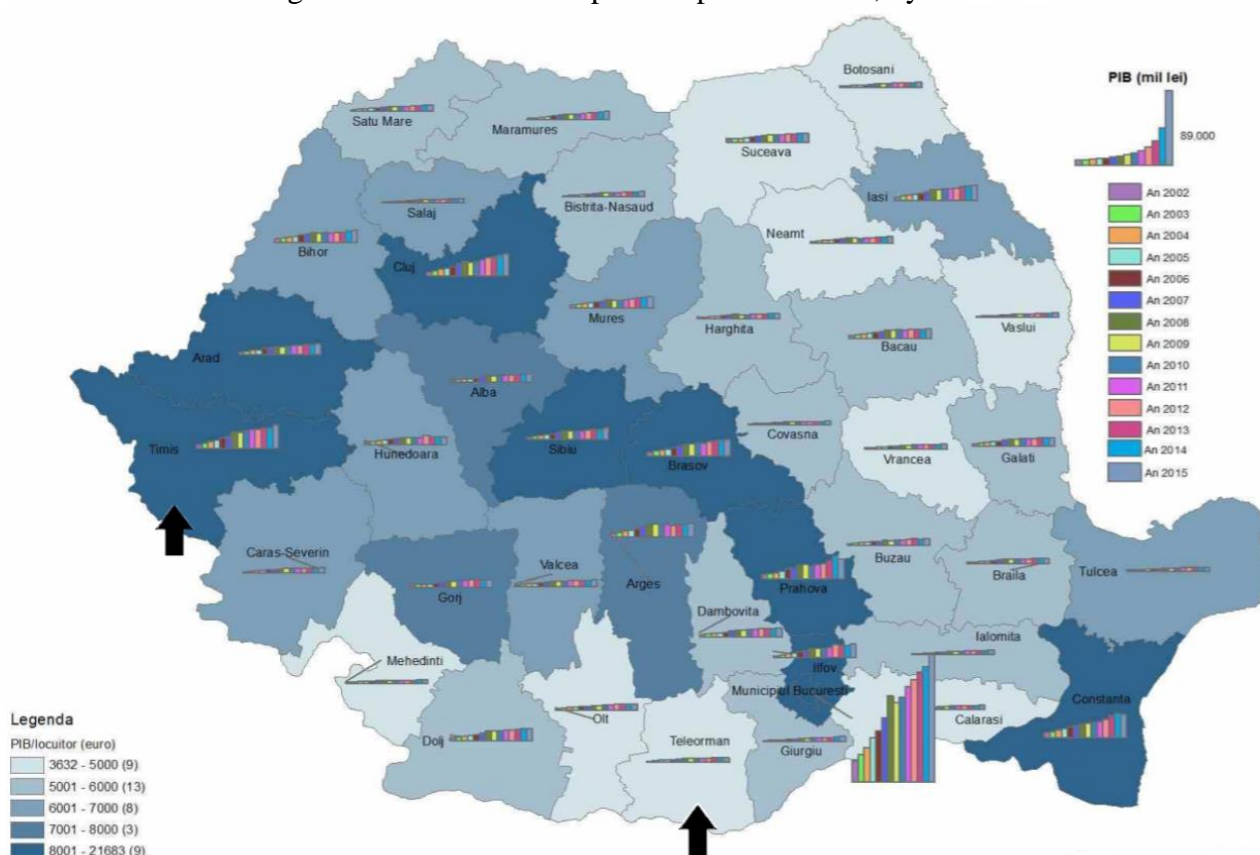 Botosani
PIB (mil lei)
89,000
Satu Mare
Maramures
Suceava
An 2002
An 2003
An 2004
An 2005
An 2006
An 2007
An 2008
An 2009
An 2010
An 2011
An 2012
An 2013
An 2014
An 2015
Iasi
Salaj
Bistrita-Nasaud
Neamt
Bihor
Cluj
Mures
Harghita
Bacau
Vaslui
Arad
Alba
Covasna
Timis
Hunedoara
Sibiu
Brasov
Vrancea
Galati
Caras-Severin
Valcea
Buzau
Braila
Tulcea
Gorj
Arges
Prahova
Dambovita
Ialomita
Mehedinti
Ilfov
Municipiul Bucuresti
Constanta
Olt
Calarasi
Dolj
Teleorman
Giurgiu
Legenda
PIB/locuitor (euro)
3632 - 5000 (9)
5001 - 6000 (13)
6001 - 7000 (8)
7001 - 8000 (3)
8001 - 21683 (9)